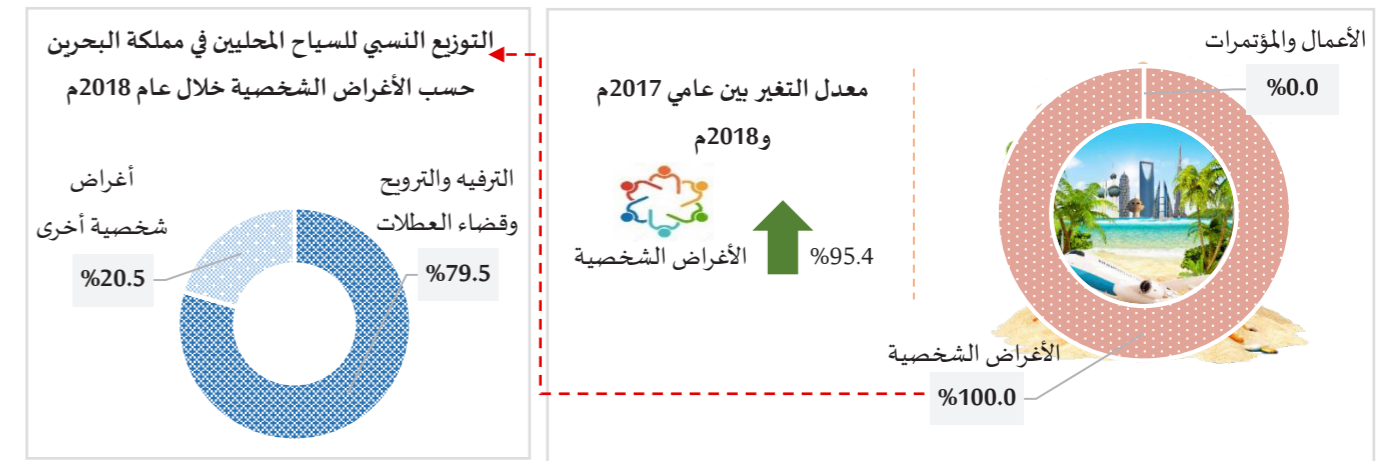 الأعمال والمؤتمرات
%0.0
الأغراض الشخصية
%100.0
معدل التغير بين عامي 2017م
و2018م
%95.4
الأغراض الشخصية
التوزيع النسبي للسياح المحليين في مملكة البحرين
حسب الأغراض الشخصية خلال عام 2018م
الترفيه والترويح
وقضاء العطلات
%79.5
أغراض
شخصية أخرى
%20.5